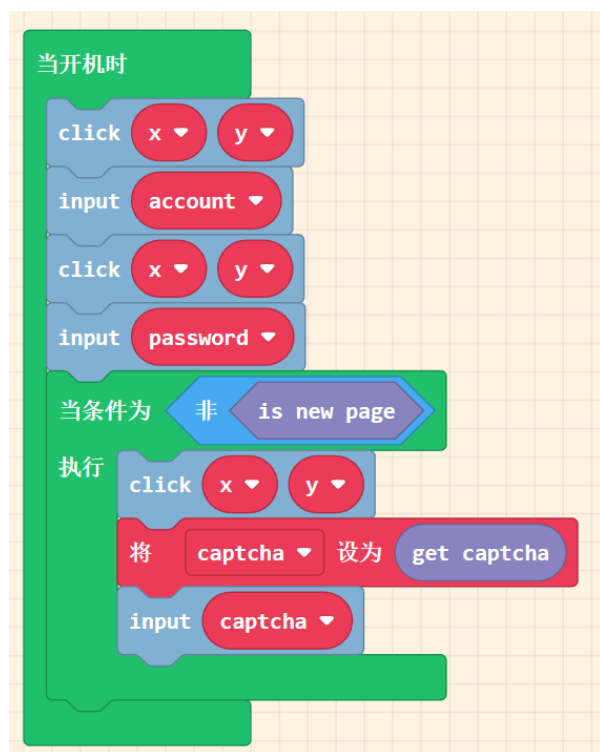 当开机时
click x y
input account
click x y
input password
当条件为 非 is new page
执行
click x y
将 captcha 设为 get captcha
input captcha